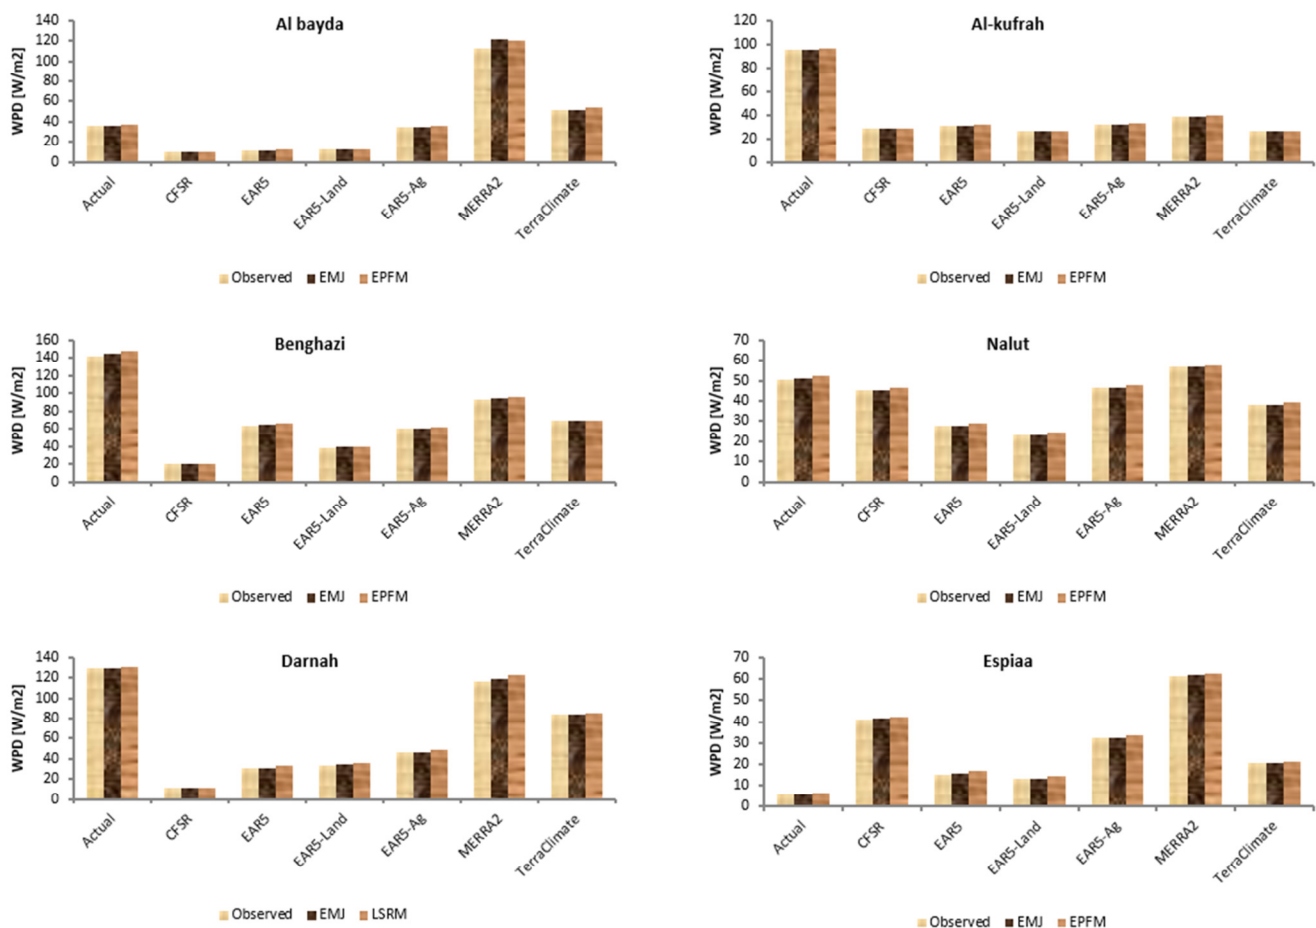 Al bayda
WPD [W/m2]
140
120
100
80
60
40
20
0
Actual
CFSR
EAR5
EAR5-Land
EAR5-Ag
MERRA2
TerraClimate
Observed EMJ EPFM
Al-kufrah
WPD [W/m2]
120
100
80
60
40
20
0
Actual
CFSR
EAR5
EAR5-Land
EAR5-Ag
MERRA2
TerraClimate
Observed EMJ EPFM
Benghazi
WPD [W/m2]
160
140
120
100
80
60
40
20
0
Actual
CFSR
EAR5
EAR5-Land
EAR5-Ag
MERRA2
TerraClimate
Observed EMJ EPFM
Nalut
WPD [W/m2]
70
60
50
40
30
20
10
0
Actual
CFSR
EAR5
EAR5-Land
EAR5-Ag
MERRA2
TerraClimate
Observed EMJ EPFM
Darnah
WPD [W/m2]
140
120
100
80
60
40
20
0
Actual
CFSR
EAR5
EAR5-Land
EAR5-Ag
MERRA2
TerraClimate
Observed EMJ LSRM
Espiaa
WPD [W/m2]
70
60
50
40
30
20
10
0
Actual
CFSR
EAR5
EAR5-Land
EAR5-Ag
MERRA2
TerraClimate
Observed EMJ EPFM